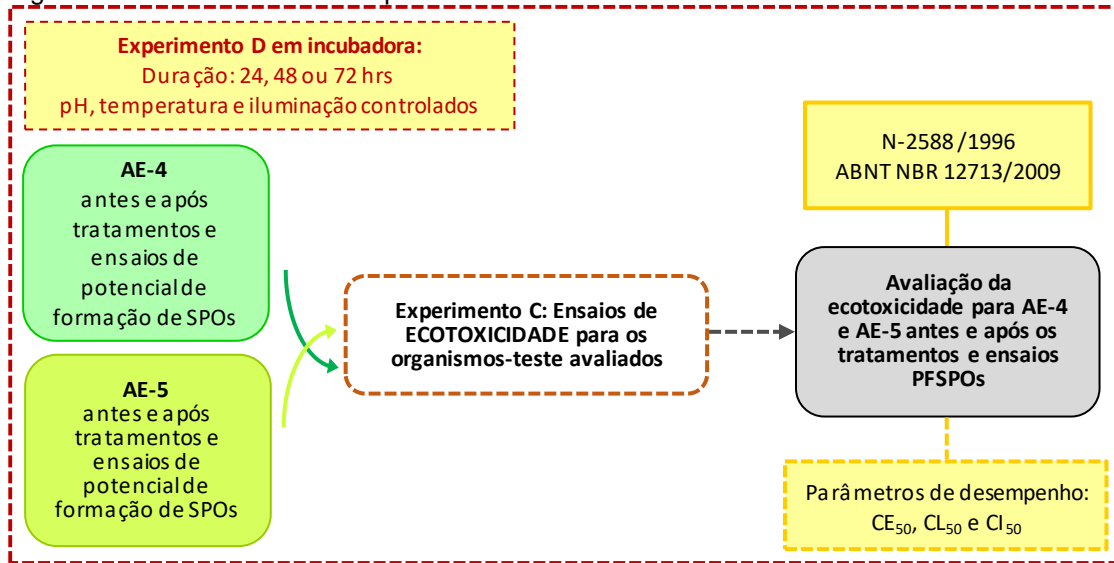 Experimento D em incubadora:
Duração: 24, 48 ou 72 hrs
pH, temperatura e iluminação controlados
AE-4
antes e após
tratamentos e
ensaios de
potencial de
formação de SPOs
AE-5
antes e após
tratamentos e
ensaios de
potencial de
formação de SPOs
Experimento C: Ensaios de
ECOTOXICIDADE para os
organismos-teste avaliados
N-2588 /1996
ABNT NBR 12713/2009
Avaliação da
ecotoxicidade para AE-4
e AE-5 antes e após os
tratamentos e ensaios
PFSPOs
Parâmetros de desempenho:
CE50, CL50 e CI50